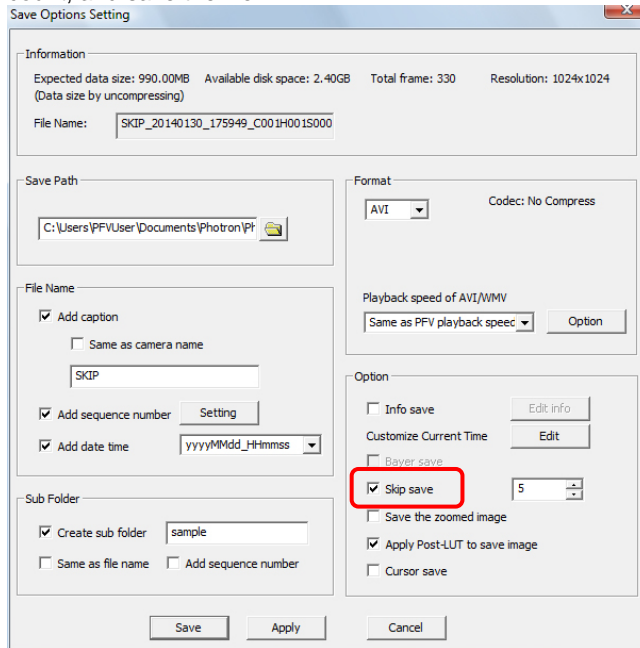 Save Options Setting
Information
Expected data size: 990.00MB Available disk space: 2.40GB Total frame: 330 Resolution: 1024x1024
(Data size by uncompressing)
File Name: SKIP_20140130_175949_C001H001S000
Save Path
C:\Users\PFVUser\Documents\Photron\Ph
Format
AVI
Codec: No Compress
Playback speed of AVI/WMV
Same as PFV playback speed
Option
File Name
Add caption
Same as camera name
SKIP
Add sequence number Setting
Add date time yyyyMMdd_HHmmss
Option
Info save Edit info
Customize Current Time Edit
Bayer save
Skip save 5
Save the zoomed image
Apply Post-LUT to save image
Cursor save
Sub Folder
Create sub folder sample
Same as file name Add sequence number
Save Apply Cancel